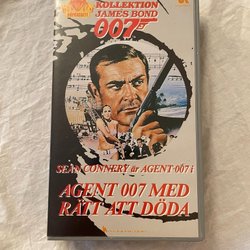 KOLLEKTION
JAMES BOND
007
SEAN CONNERY är AGENT 007 i
AGENT 007 MED
RÄTT ATT DÖDA